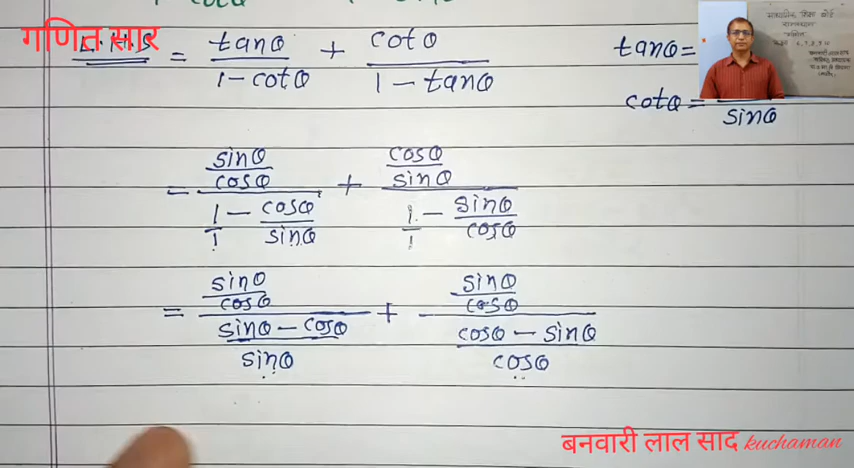 गणित सार
L.H.S = tanθ/(1-cotθ) + cotθ/(1-tanθ)
tanθ=
cotθ= /sinθ
= (sinθ/cosθ)/(1/1 - cosθ/sinθ) + (cosθ/sinθ)/(1/1 - sinθ/cosθ)
= (sinθ/cosθ)/((sinθ-cosθ)/sinθ) + (sinθ/cosθ)/((cosθ-sinθ)/cosθ)
बनवारी लाल साद kuchaman